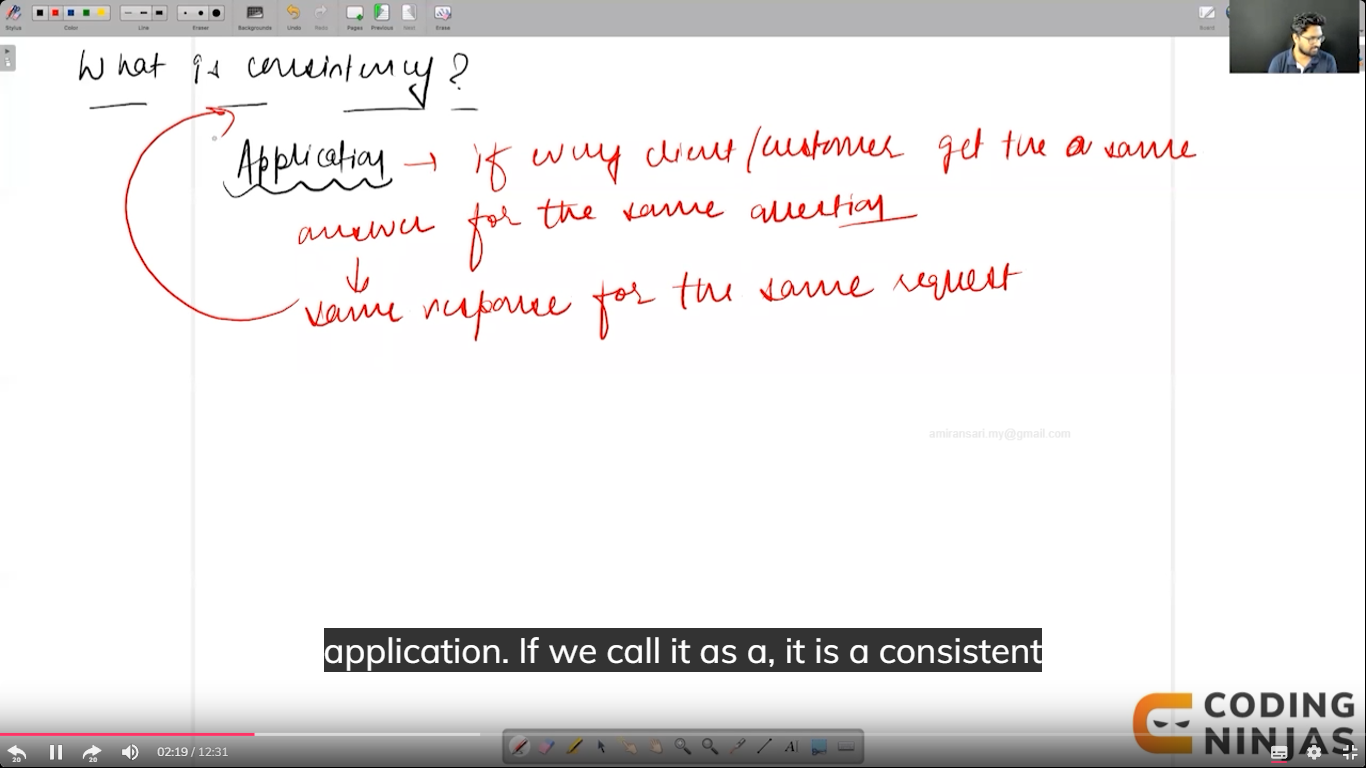 Stylus Color Line Eraser Backgrounds Undo Redo Pages Previous Next Erase Board
What is consistency?
Application → if every client/customer get the a same
answer for the same question
↓
same response for the same request
amiransari.my@gmail.com
application. If we call it as a, it is a consistent
CODING
NINJAS
20 20 02:19 / 12:31